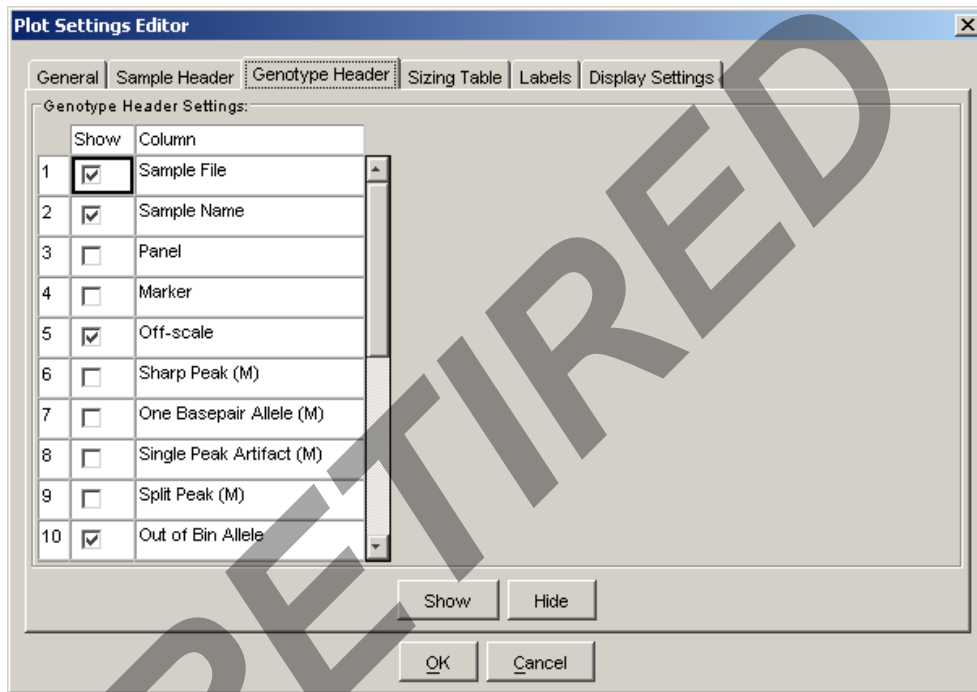 Plot Settings Editor
General Sample Header Genotype Header Sizing Table Labels Display Settings
Genotype Header Settings:
Show Column
1 Sample File
2 Sample Name
3 Panel
4 Marker
5 Off-scale
6 Sharp Peak (M)
7 One Basepair Allele (M)
8 Single Peak Artifact (M)
9 Split Peak (M)
10 Out of Bin Allele
Show Hide
OK Cancel
RETIRED